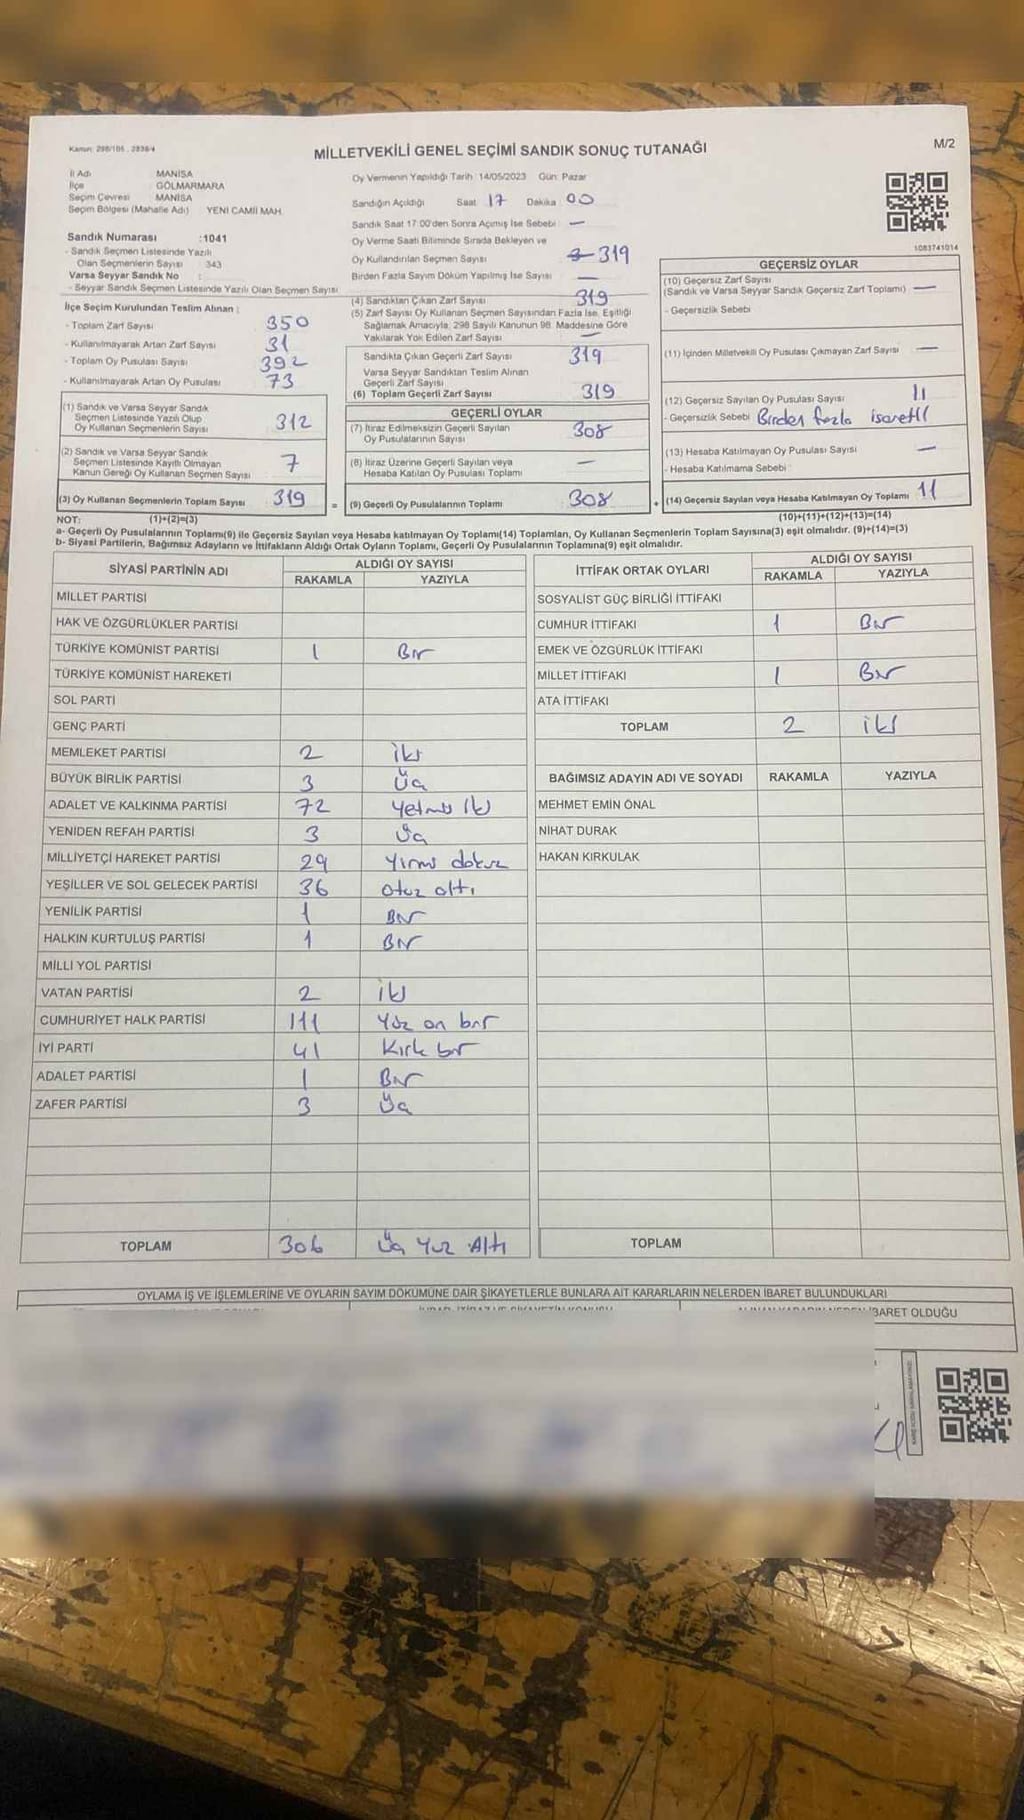 Kanun: 298/105 , 2839/4
MİLLETVEKİLİ GENEL SEÇİMİ SANDIK SONUÇ TUTANAĞI
M/2
İl Adı MANİSA
İlçe GÖLMARMARA
Seçim Çevresi MANİSA
Seçim Bölgesi (Mahalle Adı) YENİ CAMİİ MAH.
Sandık Numarası :1041
- Sandık Seçmen Listesinde Yazılı
Olan Seçmenlerin Sayısı 343
Varsa Seyyar Sandık No :
- Seyyar Sandık Seçmen Listesinde Yazılı Olan Seçmen Sayısı
Oy Vermenin Yapıldığı Tarih :14/05/2023 Gün: Pazar
Sandığın Açıldığı Saat 17 Dakika 00
Sandık Saat 17:00'den Sonra Açımış İse Sebebi —
Oy Verme Saati Bitiminde Sırada Bekleyen ve
Oy Kullandırılan Seçmen Sayısı 319
Birden Fazla Sayım Döküm Yapılmış İse Sayısı —
1083741014
İlçe Seçim Kurulundan Teslim Alınan :
- Toplam Zarf Sayısı 350
- Kullanılmayarak Artan Zarf Sayısı 31
- Toplam Oy Pusulası Sayısı 392
- Kullanılmayarak Artan Oy Pusulası 73
(1) Sandık ve Varsa Seyyar Sandık
Seçmen Listesinde Yazılı Olup
Oy Kullanan Seçmenlerin Sayısı 312
(2) Sandık ve Varsa Seyyar Sandık
Seçmen Listesinde Kayıtlı Olmayan
Kanun Gereği Oy Kullanan Seçmen Sayısı 7
(3) Oy Kullanan Seçmenlerin Toplam Sayısı 319
(4) Sandıktan Çıkan Zarf Sayısı 319
(5) Zarf Sayısı Oy Kullanan Seçmen Sayısından Fazla İse, Eşitliği
Sağlamak Amacıyla, 298 Sayılı Kanunun 98. Maddesine Göre
Yakılarak Yok Edilen Zarf Sayısı —
Sandıkta Çıkan Geçerli Zarf Sayısı 319
Varsa Seyyar Sandıktan Teslim Alınan
Geçerli Zarf Sayısı
(6) Toplam Geçerli Zarf Sayısı 319
GEÇERLİ OYLAR
(7) İtiraz Edilmeksizin Geçerli Sayılan
Oy Pusulalarının Sayısı 308
(8) İtiraz Üzerine Geçerli Sayılan veya
Hesaba Katılan Oy Pusulası Toplamı —
= (9) Geçerli Oy Pusulalarının Toplamı 308
GEÇERSİZ OYLAR
(10) Geçersiz Zarf Sayısı
(Sandık ve Varsa Seyyar Sandık Geçersiz Zarf Toplamı) —
- Geçersizlik Sebebi
(11) İçinden Milletvekili Oy Pusulası Çıkmayan Zarf Sayısı —
(12) Geçersiz Sayılan Oy Pusulası Sayısı 11
- Geçersizlik Sebebi Birden fazla isaretli
(13) Hesaba Katılmayan Oy Pusulası Sayısı —
- Hesaba Katılmama Sebebi
+ (14) Geçersiz Sayılan veya Hesaba Katılmayan Oy Toplamı 11
NOT: (1)+(2)=(3)
(10)+(11)+(12)+(13)=(14)
a- Geçerli Oy Pusulalarının Toplamı(9) ile Geçersiz Sayılan veya Hesaba katılmayan Oy Toplamı(14) Toplamları, Oy Kullanan Seçmenlerin Toplam Sayısına(3) eşit olmalıdır. (9)+(14)=(3)
b- Siyasi Partilerin, Bağımsız Adayların ve İttifakların Aldığı Ortak Oyların Toplamı, Geçerli Oy Pusulalarının Toplamına(9) eşit olmalıdır.
SİYASİ PARTİNİN ADI ALDIĞI OY SAYISI
RAKAMLA YAZIYLA
MİLLET PARTİSİ
HAK VE ÖZGÜRLÜKLER PARTİSİ
TÜRKİYE KOMÜNİST PARTİSİ 1 Bir
TÜRKİYE KOMÜNİST HAREKETİ
SOL PARTİ
GENÇ PARTİ
MEMLEKET PARTİSİ 2 iki
BÜYÜK BİRLİK PARTİSİ 3 Üç
ADALET VE KALKINMA PARTİSİ 72 Yetmiş iki
YENİDEN REFAH PARTİSİ 3 Üç
MİLLİYETÇİ HAREKET PARTİSİ 29 Yirmi dokuz
YEŞİLLER VE SOL GELECEK PARTİSİ 36 otuz altı
YENİLİK PARTİSİ 1 Bir
HALKIN KURTULUŞ PARTİSİ 1 Bir
MİLLİ YOL PARTİSİ
VATAN PARTİSİ 2 iki
CUMHURİYET HALK PARTİSİ 111 Yüz on bir
İYİ PARTİ 41 Kırk bir
ADALET PARTİSİ 1 Bir
ZAFER PARTİSİ 3 Üç
TOPLAM 306 Üç Yüz Altı
İTTİFAK ORTAK OYLARI ALDIĞI OY SAYISI
RAKAMLA YAZIYLA
SOSYALİST GÜÇ BİRLİĞİ İTTİFAKI
CUMHUR İTTİFAKI 1 Bir
EMEK VE ÖZGÜRLÜK İTTİFAKI
MİLLET İTTİFAKI 1 Bir
ATA İTTİFAKI
TOPLAM 2 iki
BAĞIMSIZ ADAYIN ADI VE SOYADI RAKAMLA YAZIYLA
MEHMET EMİN ÖNAL
NİHAT DURAK
HAKAN KIRKULAK
TOPLAM
OYLAMA İŞ VE İŞLEMLERİNE VE OYLARIN SAYIM DÖKÜMÜNE DAİR ŞİKAYETLERLE BUNLARA AİT KARARLARIN NELERDEN İBARET BULUNDUKLARI
İBARET OLDUĞU